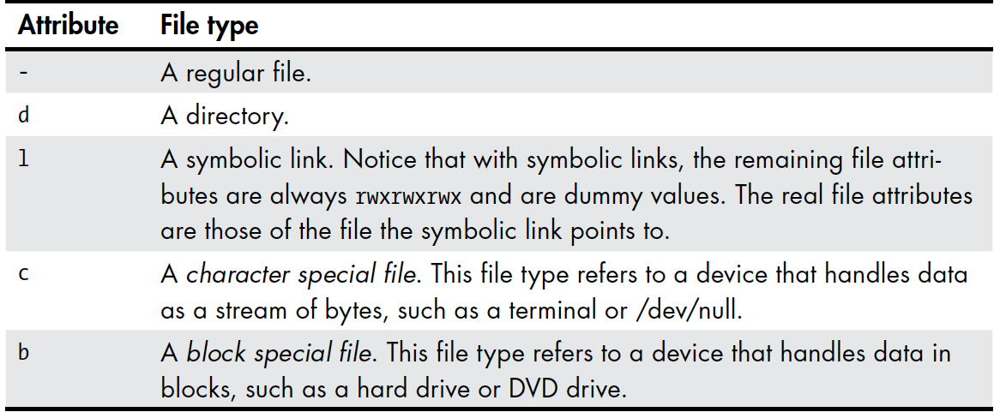 Attribute File type
- A regular file.
d A directory.
l A symbolic link. Notice that with symbolic links, the remaining file attri-
butes are always rwxrwxrwx and are dummy values. The real file attributes
are those of the file the symbolic link points to.
c A character special file. This file type refers to a device that handles data
as a stream of bytes, such as a terminal or /dev/null.
b A block special file. This file type refers to a device that handles data in
blocks, such as a hard drive or DVD drive.